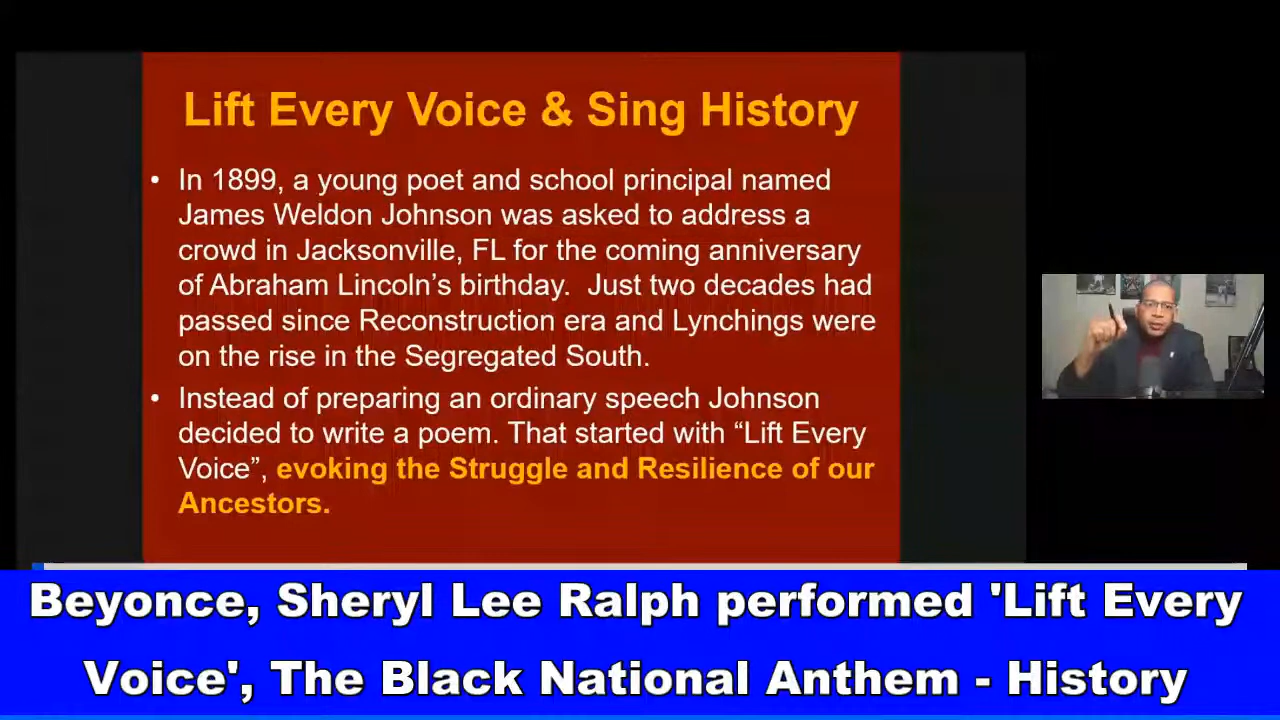 Lift Every Voice & Sing History
• In 1899, a young poet and school principal named
James Weldon Johnson was asked to address a
crowd in Jacksonville, FL for the coming anniversary
of Abraham Lincoln’s birthday.  Just two decades had
passed since Reconstruction era and Lynchings were
on the rise in the Segregated South.
• Instead of preparing an ordinary speech Johnson
decided to write a poem. That started with “Lift Every
Voice”, evoking the Struggle and Resilience of our
Ancestors.
Beyonce, Sheryl Lee Ralph performed 'Lift Every
Voice', The Black National Anthem - History